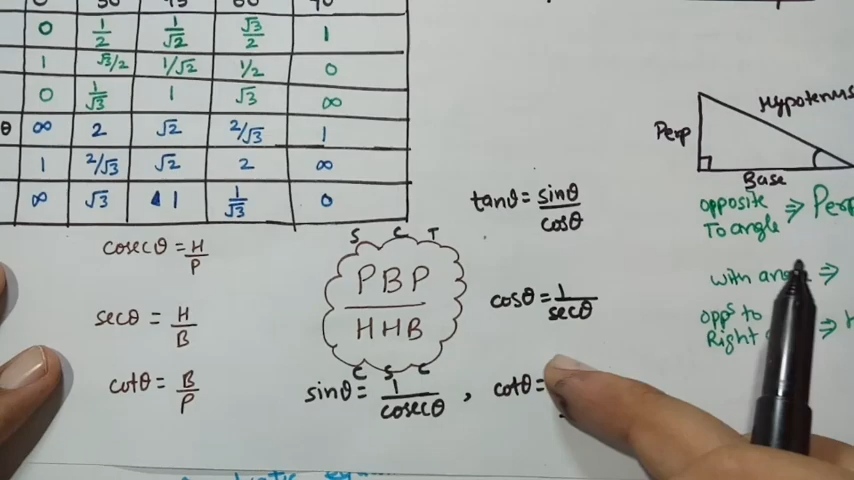 0 1/2 1/√2 √3/2 1
1 √3/2 1/√2 1/2 0
0 1/√3 1 √3 ∞
θ ∞ 2 √2 2/√3 1
1 2/√3 √2 2 ∞
∞ √3 1 1/√3 0
Hypotenus
Perp
Base
tanθ = sinθ/cosθ
opposite
To angle ⇒ Perp
cosecθ = H/P
S C T
PBP
HHB
C S C
cosθ = 1/secθ
with ⇒
secθ = H/B
opps to
Right ⇒ H
cotθ = B/P
sinθ = 1/cosecθ , cotθ =